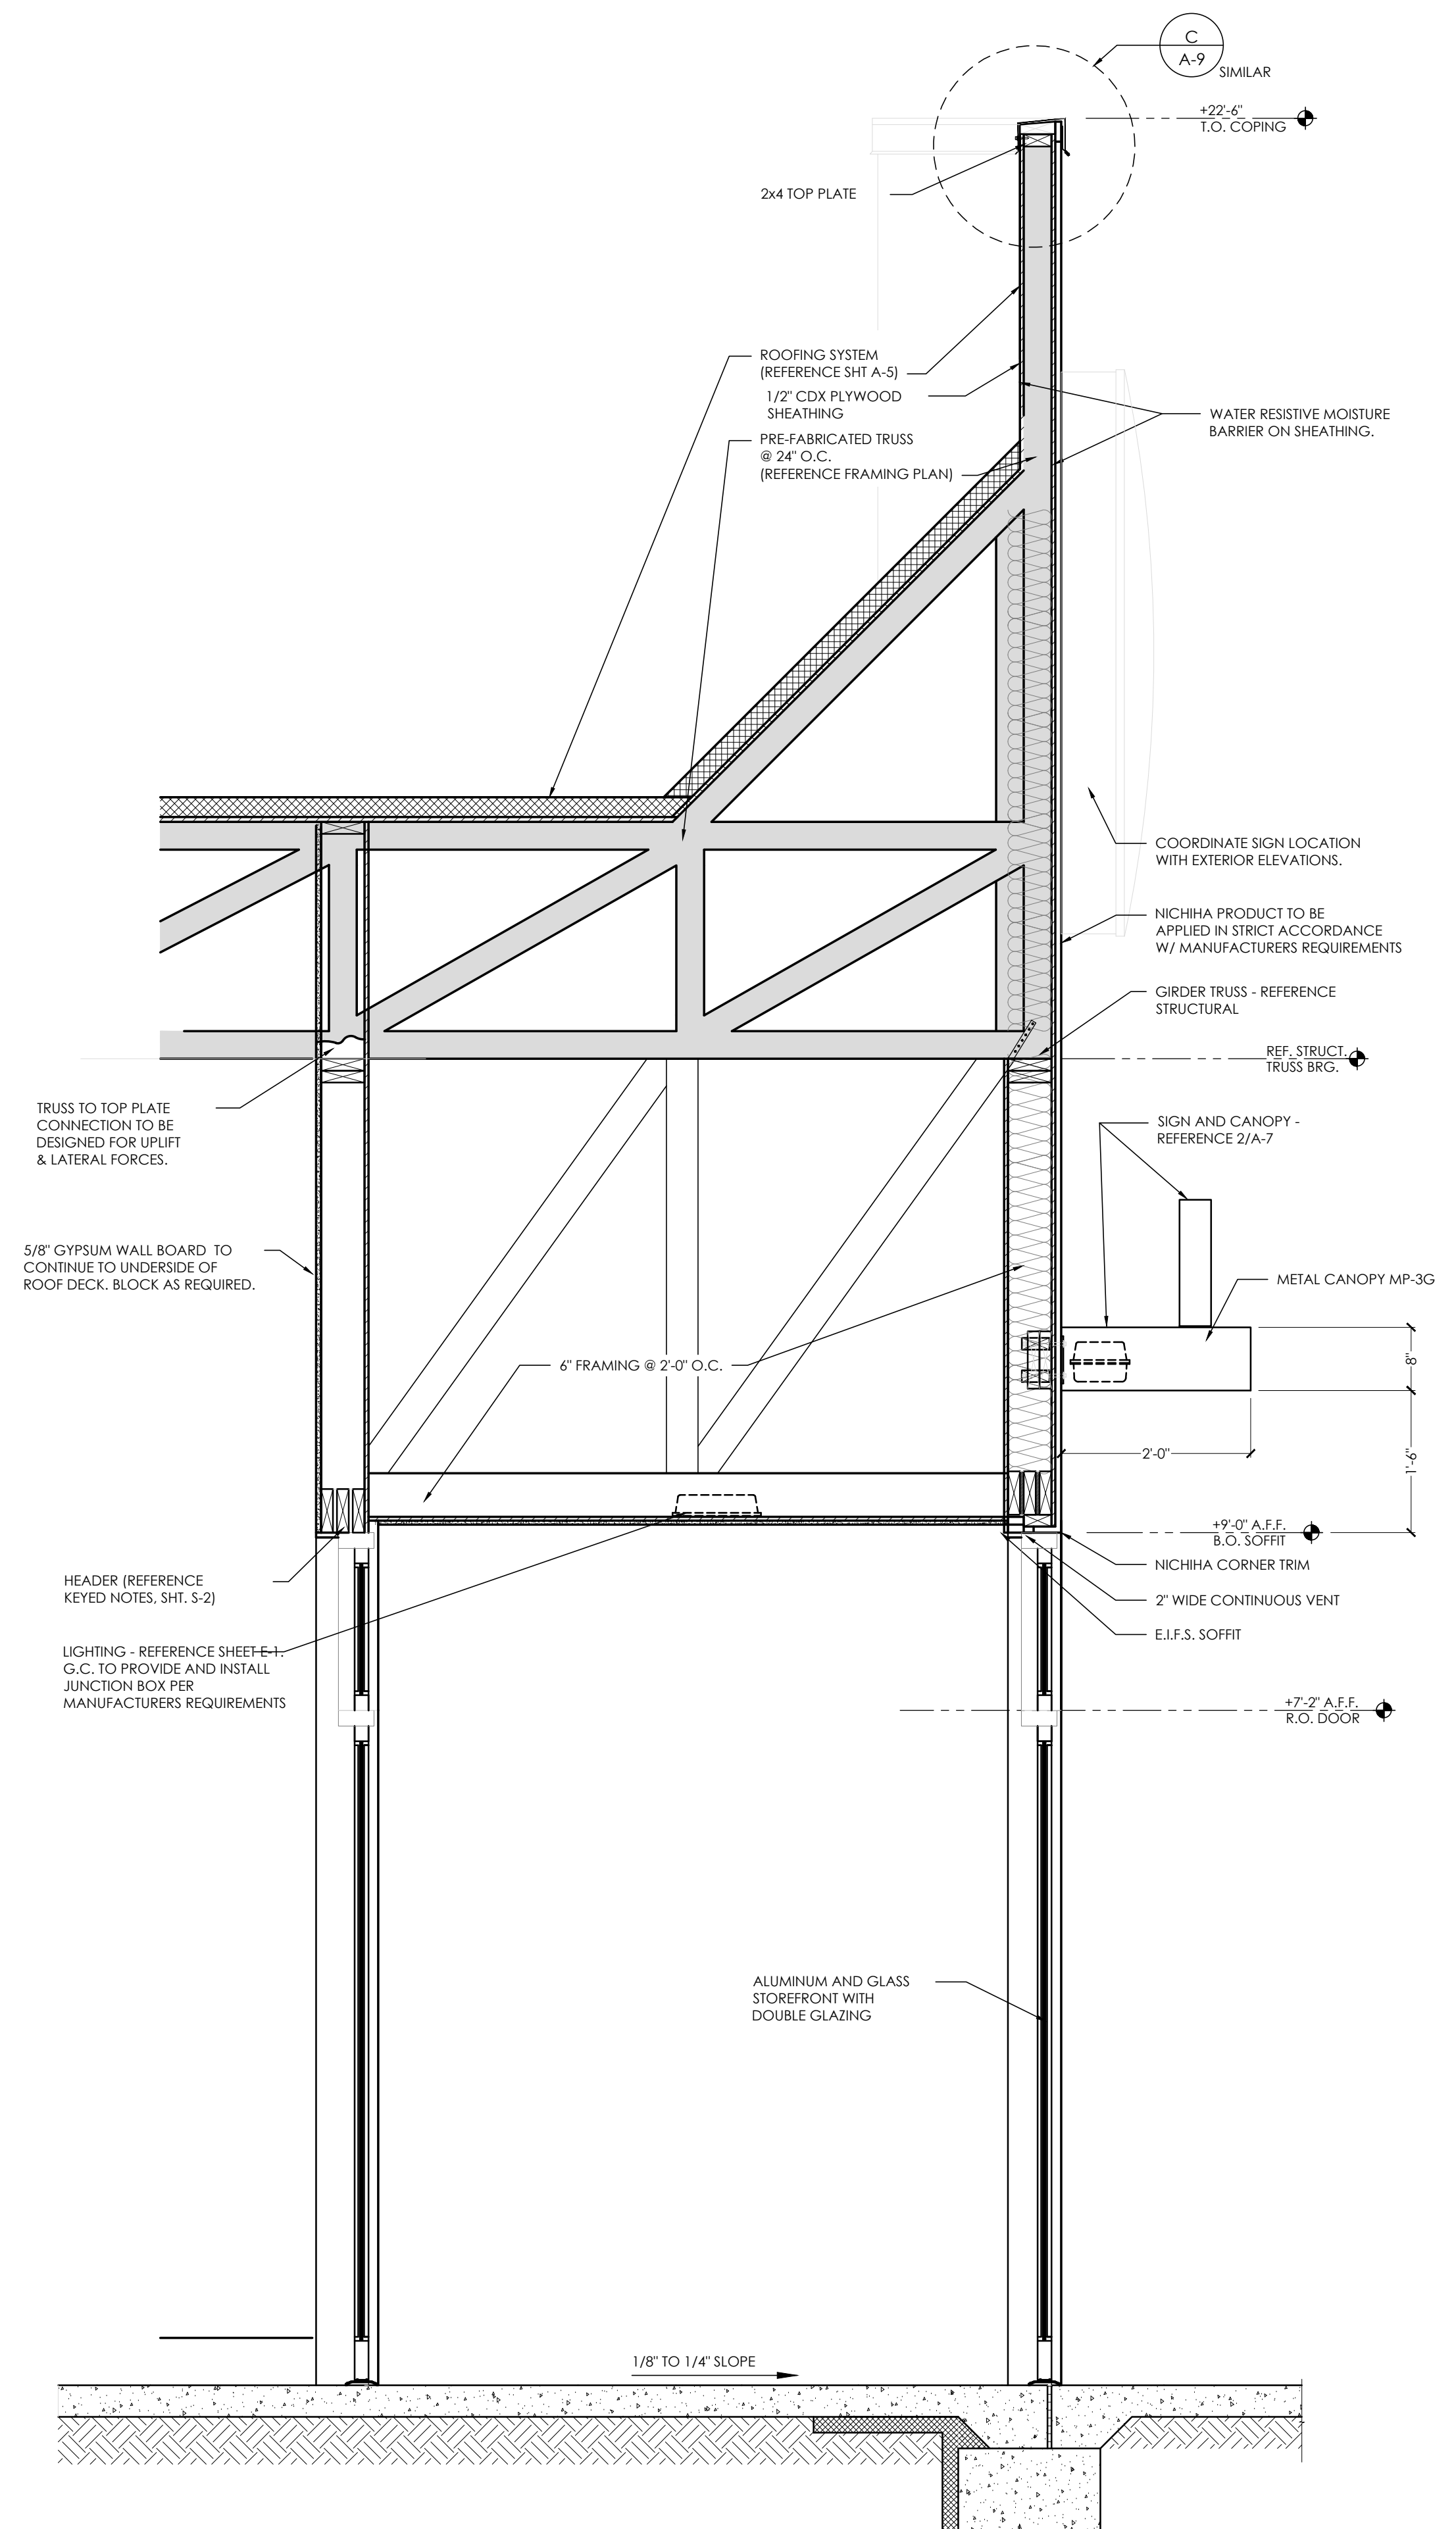 C
A-9
SIMILAR
+22'-6"
T.O. COPING
2x4 TOP PLATE
ROOFING SYSTEM
(REFERENCE SHT A-5)
1/2" CDX PLYWOOD
SHEATHING
PRE-FABRICATED TRUSS
@ 24" O.C.
(REFERENCE FRAMING PLAN)
WATER RESISTIVE MOISTURE
BARRIER ON SHEATHING.
COORDINATE SIGN LOCATION
WITH EXTERIOR ELEVATIONS.
NICHIHA PRODUCT TO BE
APPLIED IN STRICT ACCORDANCE
W/ MANUFACTURERS REQUIREMENTS
GIRDER TRUSS - REFERENCE
STRUCTURAL
REF. STRUCT.
TRUSS BRG.
TRUSS TO TOP PLATE
CONNECTION TO BE
DESIGNED FOR UPLIFT
& LATERAL FORCES.
SIGN AND CANOPY -
REFERENCE 2/A-7
5/8" GYPSUM WALL BOARD TO
CONTINUE TO UNDERSIDE OF
ROOF DECK. BLOCK AS REQUIRED.
METAL CANOPY MP-3G
6" FRAMING @ 2'-0" O.C.
8"
2'-0"
1'-6"
+9'-0" A.F.F.
B.O. SOFFIT
NICHIHA CORNER TRIM
2" WIDE CONTINUOUS VENT
E.I.F.S. SOFFIT
HEADER (REFERENCE
KEYED NOTES, SHT. S-2)
LIGHTING - REFERENCE SHEET E-1.
G.C. TO PROVIDE AND INSTALL
JUNCTION BOX PER
MANUFACTURERS REQUIREMENTS
+7'-2" A.F.F.
R.O. DOOR
ALUMINUM AND GLASS
STOREFRONT WITH
DOUBLE GLAZING
1/8" TO 1/4" SLOPE